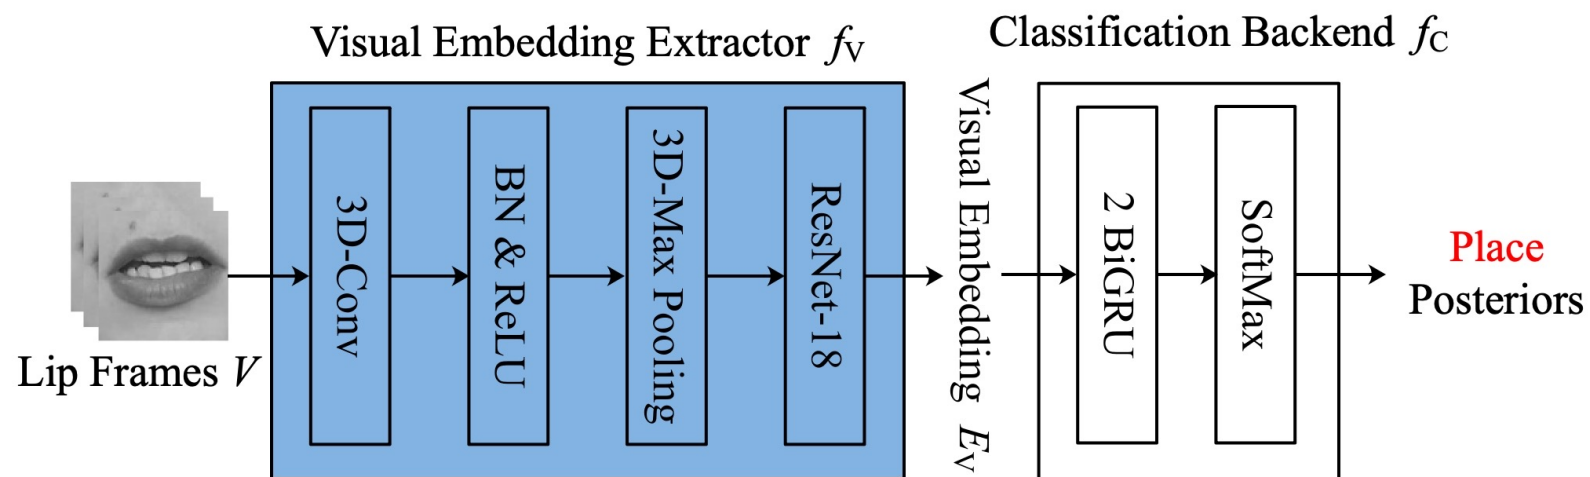 Visual Embedding Extractor fV
Classification Backend fC
Lip Frames V
3D-Conv
BN & ReLU
3D-Max Pooling
ResNet-18
Visual Embedding EV
2 BiGRU
SoftMax
Place
Posteriors